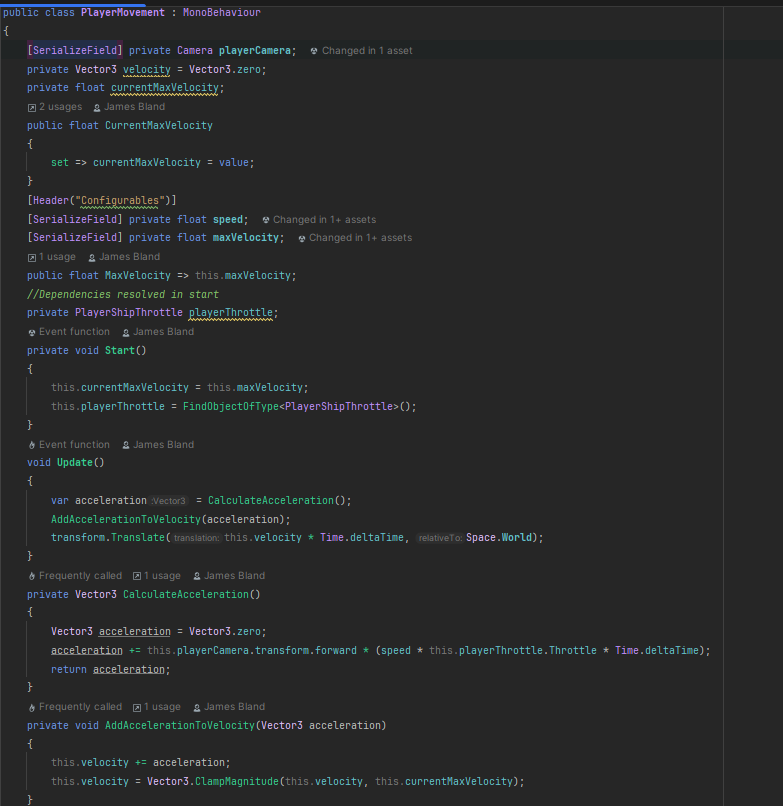 public class PlayerMovement : MonoBehaviour
{
[SerializeField] private Camera playerCamera; Changed in 1 asset
private Vector3 velocity = Vector3.zero;
private float currentMaxVelocity;
2 usages James Bland
public float CurrentMaxVelocity
{
set => currentMaxVelocity = value;
}
[Header("Configurables")]
[SerializeField] private float speed; Changed in 1+ assets
[SerializeField] private float maxVelocity; Changed in 1+ assets
1 usage James Bland
public float MaxVelocity => this.maxVelocity;
//Dependencies resolved in start
private PlayerShipThrottle playerThrottle;
Event function James Bland
private void Start()
{
this.currentMaxVelocity = this.maxVelocity;
this.playerThrottle = FindObjectOfType<PlayerShipThrottle>();
}
Event function James Bland
void Update()
{
var acceleration :Vector3 = CalculateAcceleration();
AddAccelerationToVelocity(acceleration);
transform.Translate( translation: this.velocity * Time.deltaTime, relativeTo: Space.World);
}
Frequently called 1 usage James Bland
private Vector3 CalculateAcceleration()
{
Vector3 acceleration = Vector3.zero;
acceleration += this.playerCamera.transform.forward * (speed * this.playerThrottle.Throttle * Time.deltaTime);
return acceleration;
}
Frequently called 1 usage James Bland
private void AddAccelerationToVelocity(Vector3 acceleration)
{
this.velocity += acceleration;
this.velocity = Vector3.ClampMagnitude(this.velocity, this.currentMaxVelocity);
}